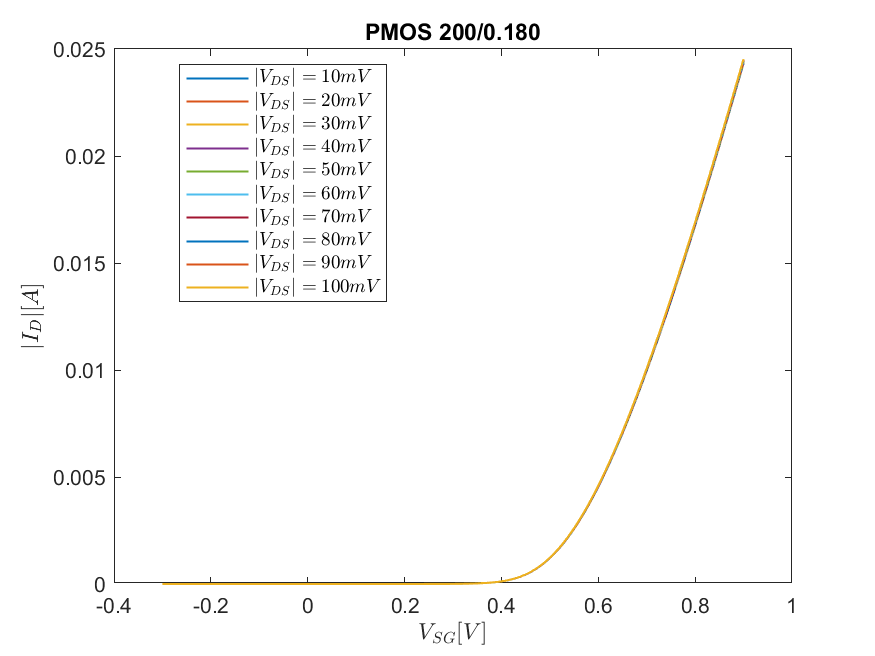 PMOS 200/0.180
0.025
0.02
0.015
0.01
0.005
0
|I_D|[A]
|V_DS| = 10mV
|V_DS| = 20mV
|V_DS| = 30mV
|V_DS| = 40mV
|V_DS| = 50mV
|V_DS| = 60mV
|V_DS| = 70mV
|V_DS| = 80mV
|V_DS| = 90mV
|V_DS| = 100mV
-0.4 -0.2 0 0.2 0.4 0.6 0.8 1
V_SG[V]